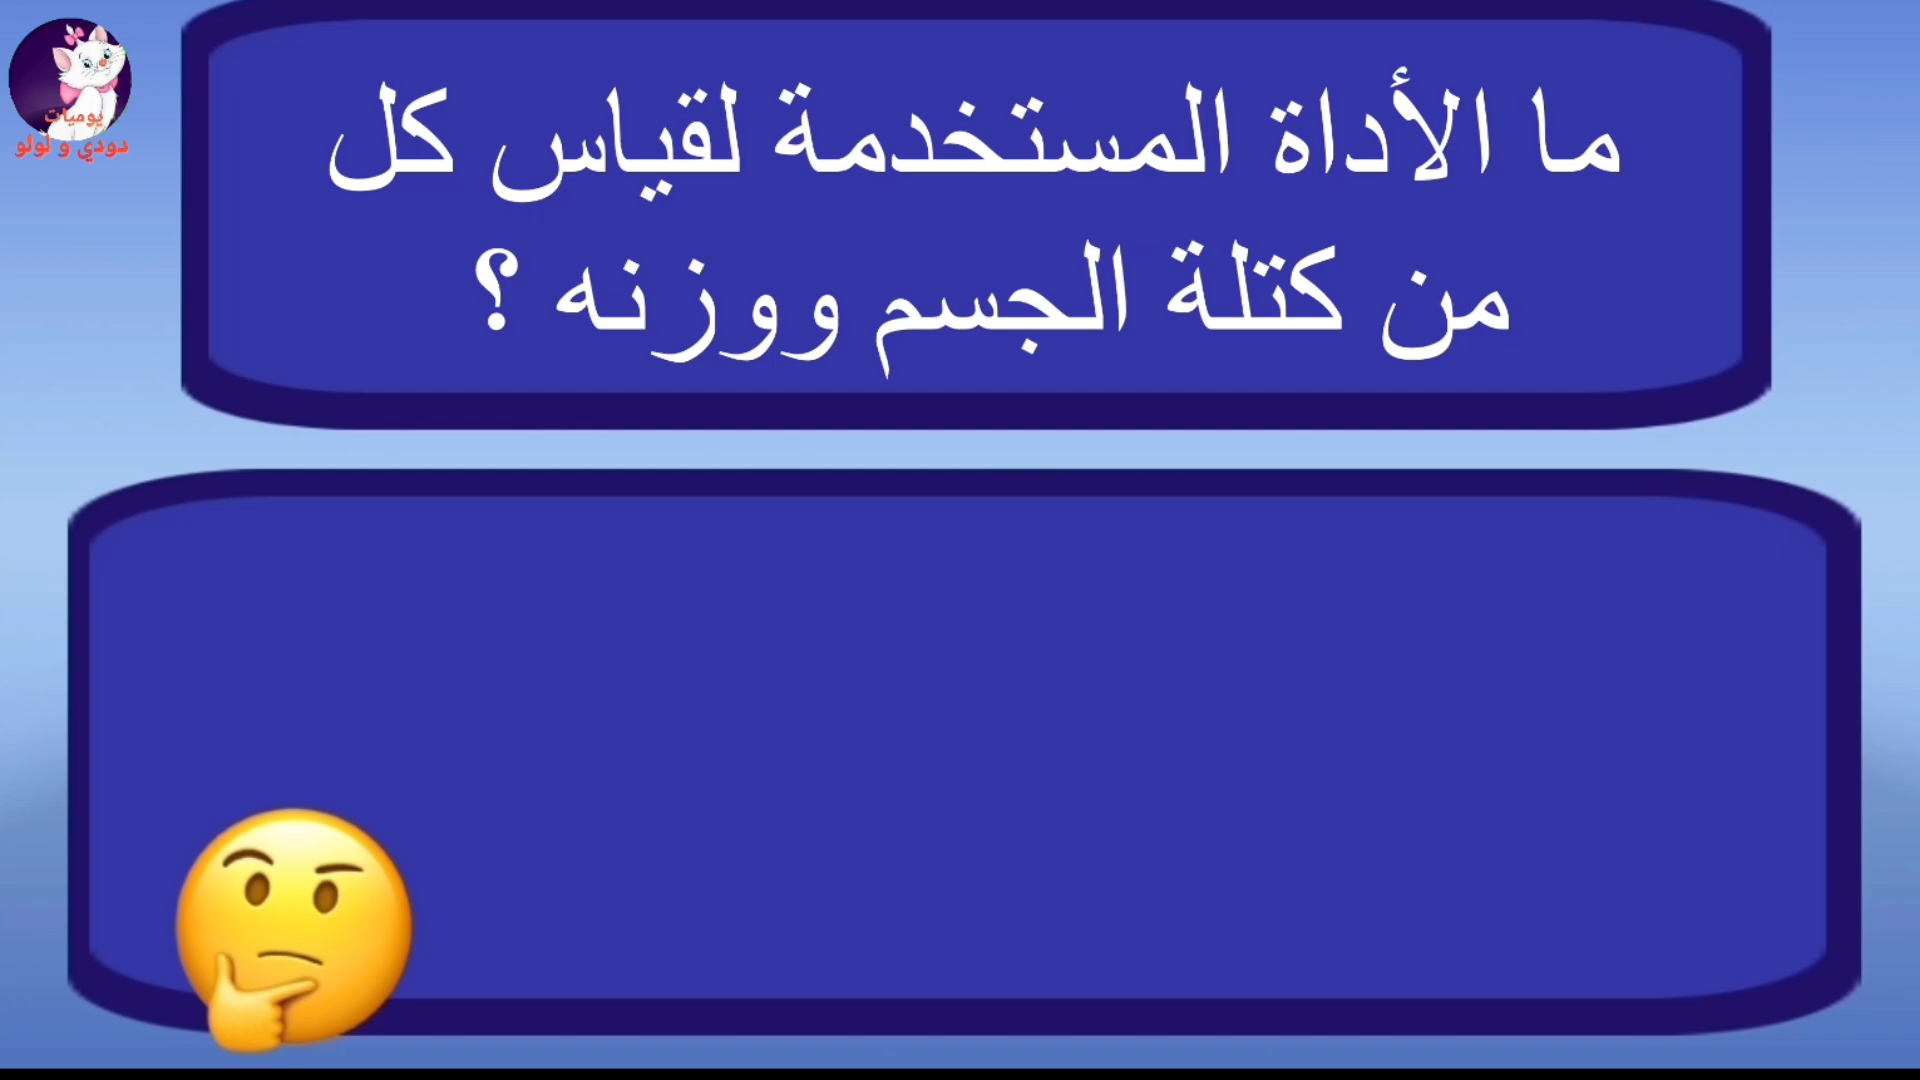 يوميات
دودي و لولو
ما الأداة المستخدمة لقياس كل
من كتلة الجسم ووزنه ؟